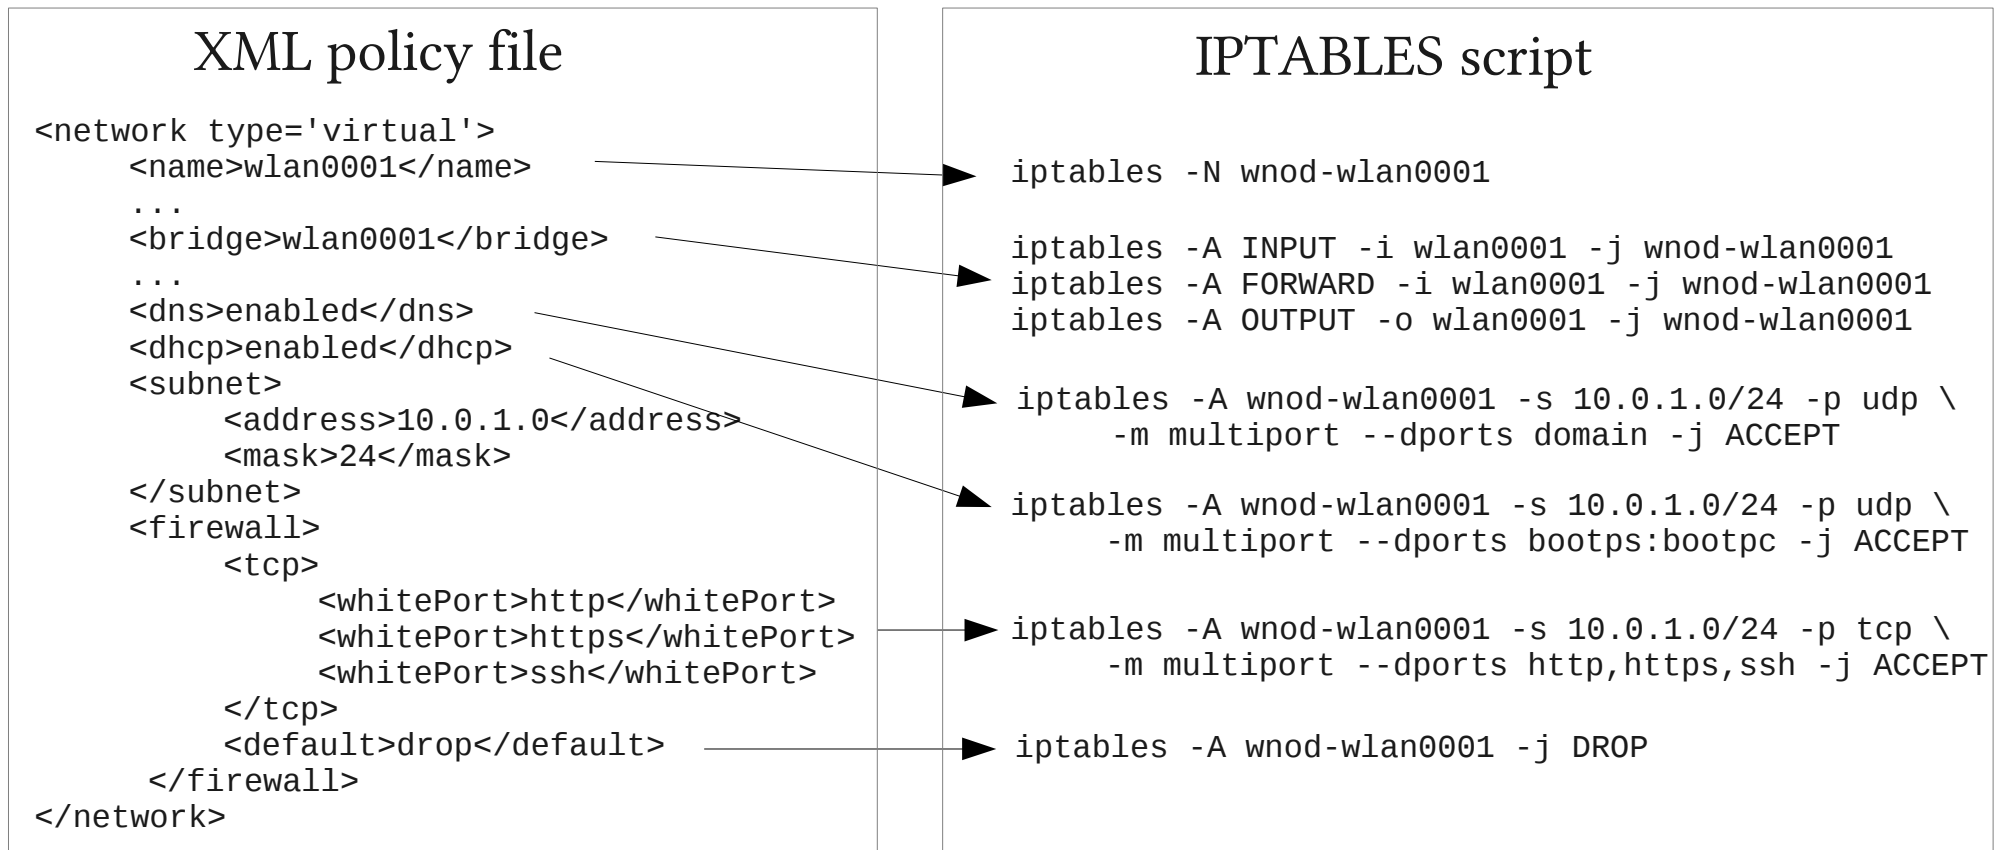 XML policy file
<network type='virtual'>
<name>wlan0001</name>
...
<bridge>wlan0001</bridge>
...
<dns>enabled</dns>
<dhcp>enabled</dhcp>
<subnet>
<address>10.0.1.0</address>
<mask>24</mask>
</subnet>
<firewall>
<tcp>
<whitePort>http</whitePort>
<whitePort>https</whitePort>
<whitePort>ssh</whitePort>
</tcp>
<default>drop</default>
</firewall>
</network>
IPTABLES script
iptables -N wnod-wlan0001
iptables -A INPUT -i wlan0001 -j wnod-wlan0001
iptables -A FORWARD -i wlan0001 -j wnod-wlan0001
iptables -A OUTPUT -o wlan0001 -j wnod-wlan0001
iptables -A wnod-wlan0001 -s 10.0.1.0/24 -p udp \
-m multiport --dports domain -j ACCEPT
iptables -A wnod-wlan0001 -s 10.0.1.0/24 -p udp \
-m multiport --dports bootps:bootpc -j ACCEPT
iptables -A wnod-wlan0001 -s 10.0.1.0/24 -p tcp \
-m multiport --dports http,https,ssh -j ACCEPT
iptables -A wnod-wlan0001 -j DROP